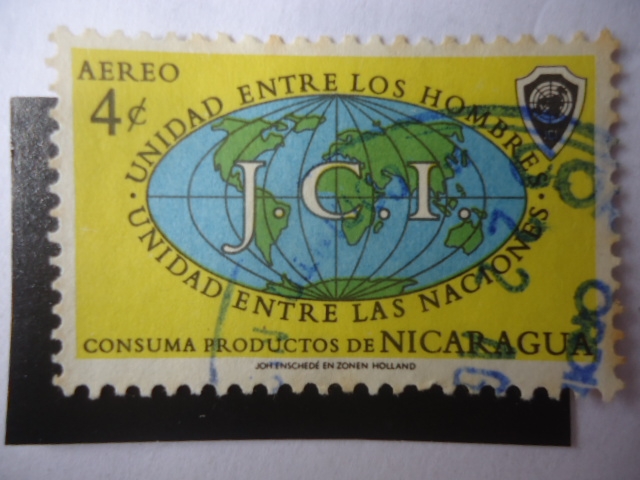 AEREO
4¢
· UNIDAD ENTRE LOS HOMBRES ·
J.C.I.
UNIDAD ENTRE LAS NACIONES
CONSUMA PRODUCTOS DE NICARAGUA
JOH ENSCHEDÉ EN ZONEN HOLLAND